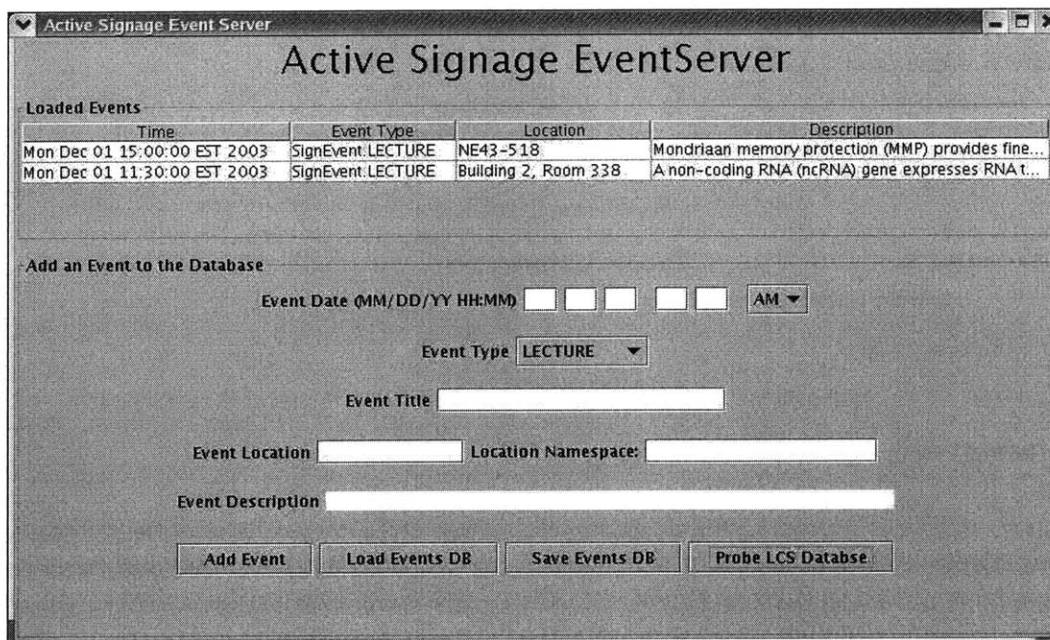 Active Signage Event Server
Active Signage EventServer
Loaded Events
Time Event Type Location Description
Mon Dec 01 15:00:00 EST 2003 SignEvent.LECTURE NE43-518 Mondriaan memory protection (MMP) provides fine...
Mon Dec 01 11:30:00 EST 2003 SignEvent.LECTURE Building 2, Room 338 A non-coding RNA (ncRNA) gene expresses RNA t...
Add an Event to the Database
Event Date (MM/DD/YY HH:MM) AM
Event Type LECTURE
Event Title
Event Location Location Namespace:
Event Description
Add Event Load Events DB Save Events DB Probe LCS Databse